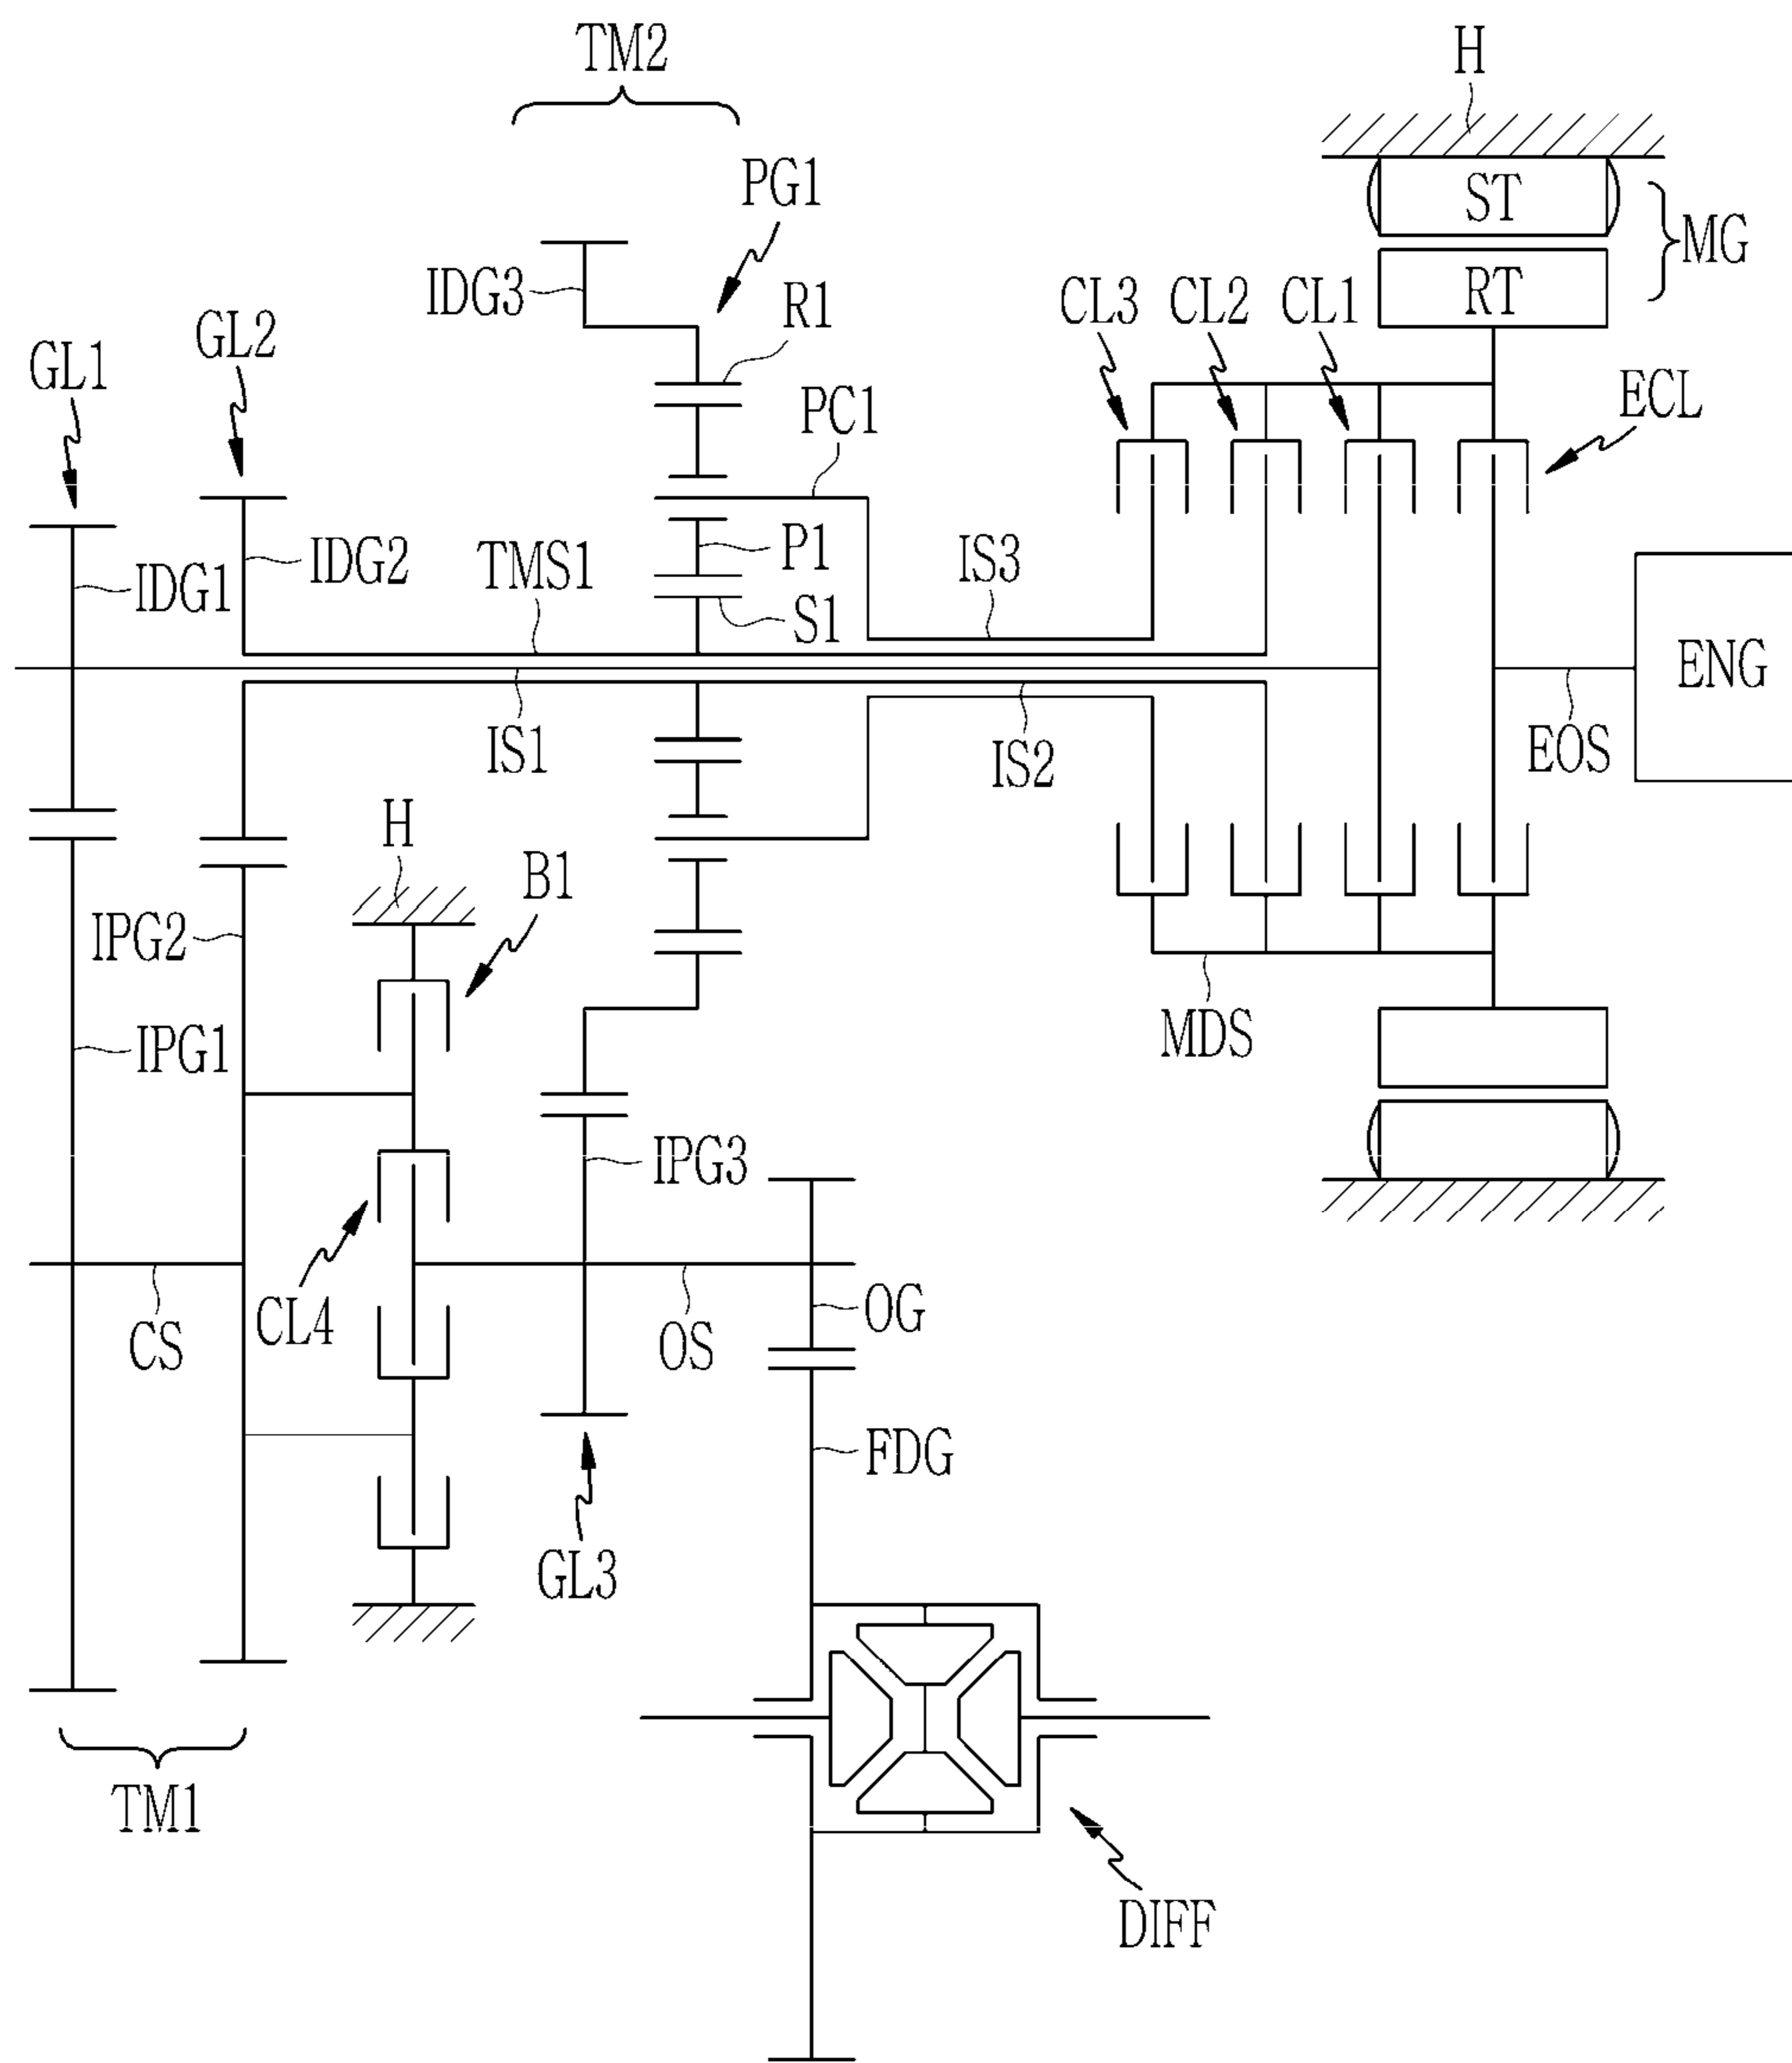 TM2
H
PG1
ST
MG
IDG3
R1
CL3
CL2
CL1
RT
GL2
GL1
PC1
ECL
IDG1
IDG2
TMS1
P1
IS3
S1
ENG
IS1
IS2
EOS
H
B1
IPG2
IPG1
MDS
IPG3
CS
CL4
OS
OG
FDG
GL3
TM1
DIFF